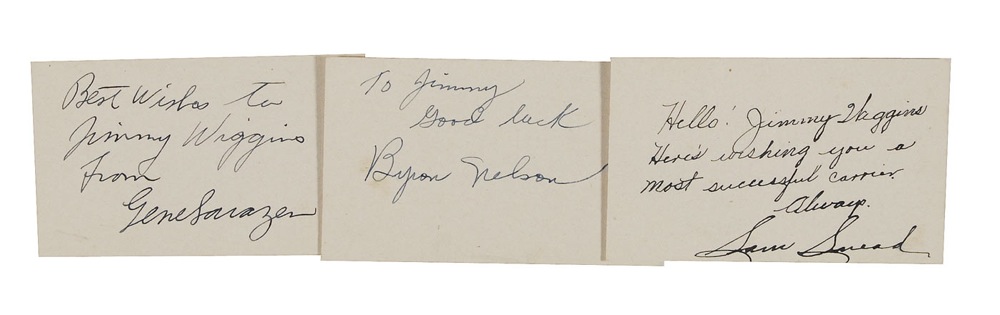 Best Wishes to
Jimmy Wiggins
from
Gene Sarazen
To Jimmy
Good luck
Byron Nelson
Hello! Jimmy Wiggins
Here's wishing you a
most successful carrier.
Always.
Sam Snead